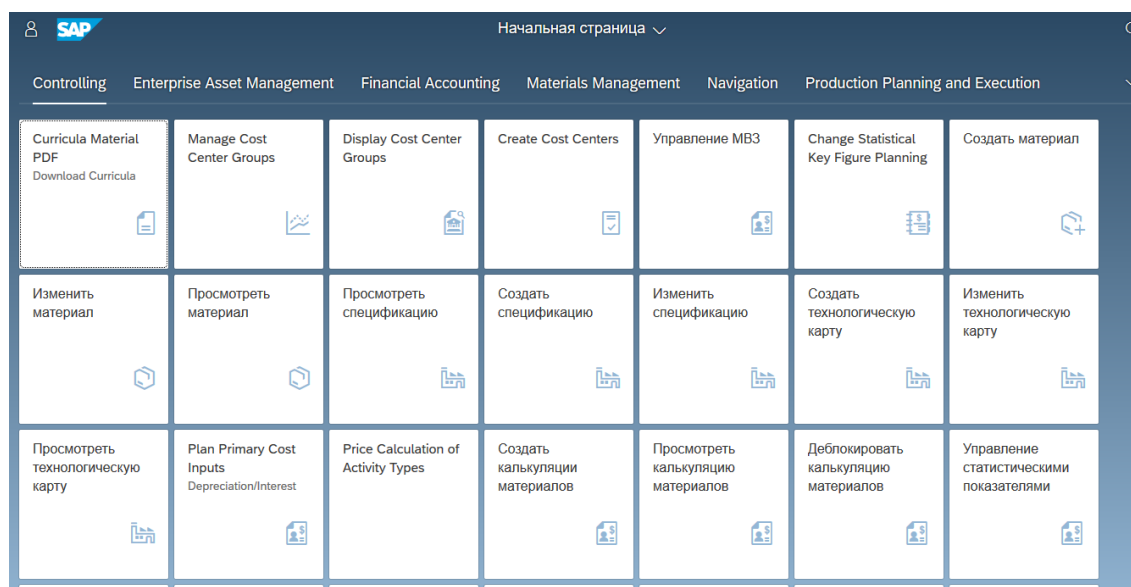 SAP
Начальная страница
Controlling Enterprise Asset Management Financial Accounting Materials Management Navigation Production Planning and Execution
Curricula Material
PDF
Download Curricula
Manage Cost
Center Groups
Display Cost Center
Groups
Create Cost Centers
Управление МВЗ
Change Statistical
Key Figure Planning
Создать материал
Изменить
материал
Просмотреть
материал
Просмотреть
спецификацию
Создать
спецификацию
Изменить
спецификацию
Создать
технологическую
карту
Изменить
технологическую
карту
Просмотреть
технологическую
карту
Plan Primary Cost
Inputs
Depreciation/Interest
Price Calculation of
Activity Types
Создать
калькуляции
материалов
Просмотреть
калькуляцию
материалов
Деблокировать
калькуляцию
материалов
Управление
статистическими
показателями